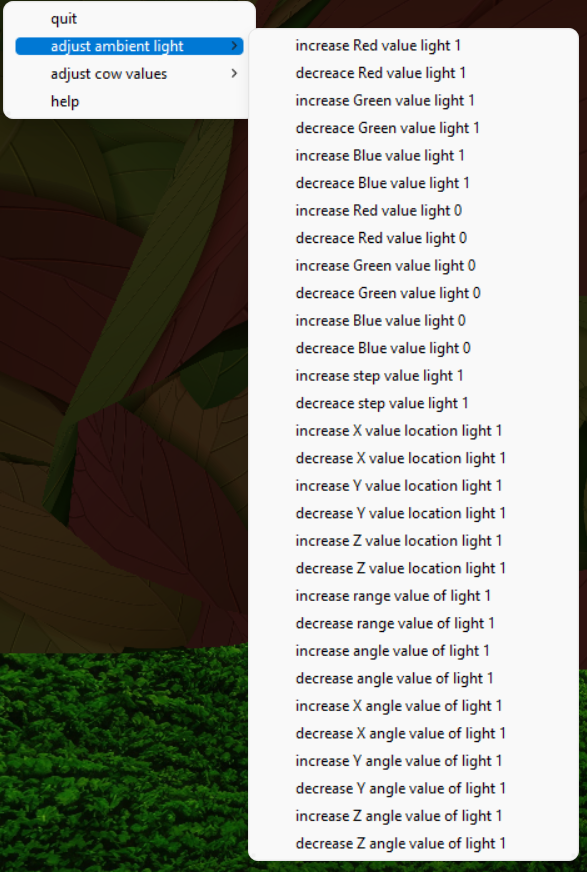 quit
adjust ambient light
adjust cow values
help
increase Red value light 1
decreace Red value light 1
increase Green value light 1
decreace Green value light 1
increase Blue value light 1
decreace Blue value light 1
increase Red value light 0
decreace Red value light 0
increase Green value light 0
decreace Green value light 0
increase Blue value light 0
decreace Blue value light 0
increase step value light 1
decreace step value light 1
increase X value location light 1
decrease X value location light 1
increase Y value location light 1
decrease Y value location light 1
increase Z value location light 1
decrease Z value location light 1
increase range value of light 1
decrease range value of light 1
increase angle value of light 1
decrease angle value of light 1
increase X angle value of light 1
decrease X angle value of light 1
increase Y angle value of light 1
decrease Y angle value of light 1
increase Z angle value of light 1
decrease Z angle value of light 1